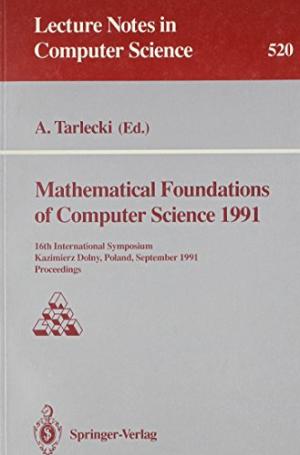 Lecture Notes in
Computer Science
520
A. Tarlecki (Ed.)
Mathematical Foundations
of Computer Science 1991
16th International Symposium
Kazimierz Dolny, Poland, September 1991
Proceedings
Springer-Verlag